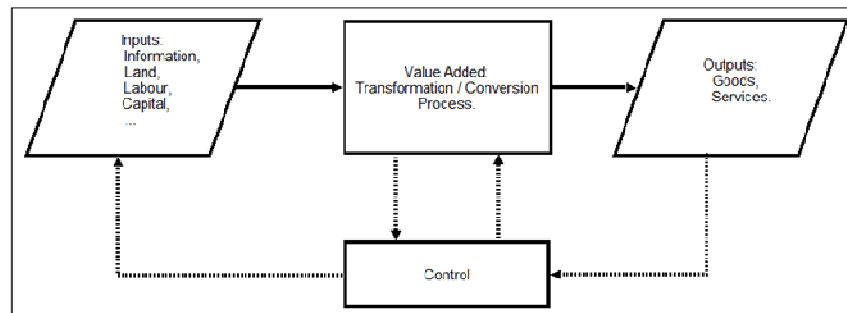 Inputs:
Information,
Land,
Labour,
Capital,
...
Value Added:
Transformation / Conversion
Process.
Outputs:
Goods,
Services.
Control